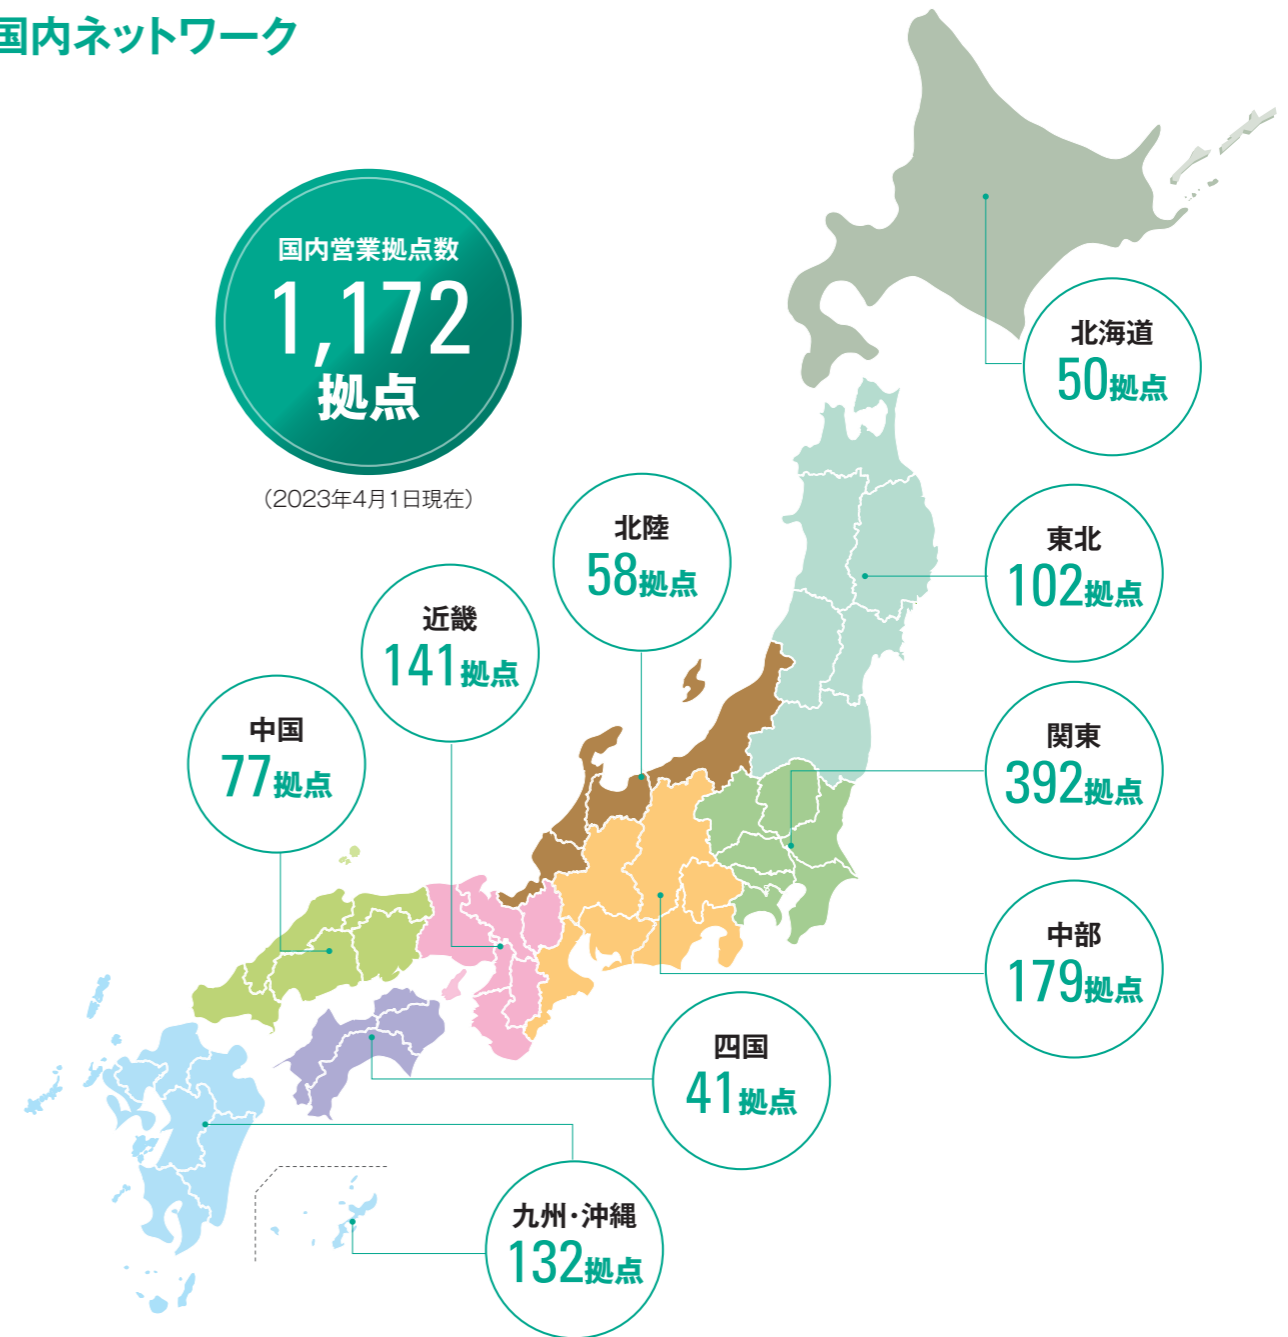 国内ネットワーク
国内営業拠点数
1,172
拠点
（2023年4月1日現在）
北海道
50拠点
東北
102拠点
北陸
58拠点
近畿
141拠点
中国
77拠点
関東
392拠点
中部
179拠点
四国
41拠点
九州・沖縄
132拠点